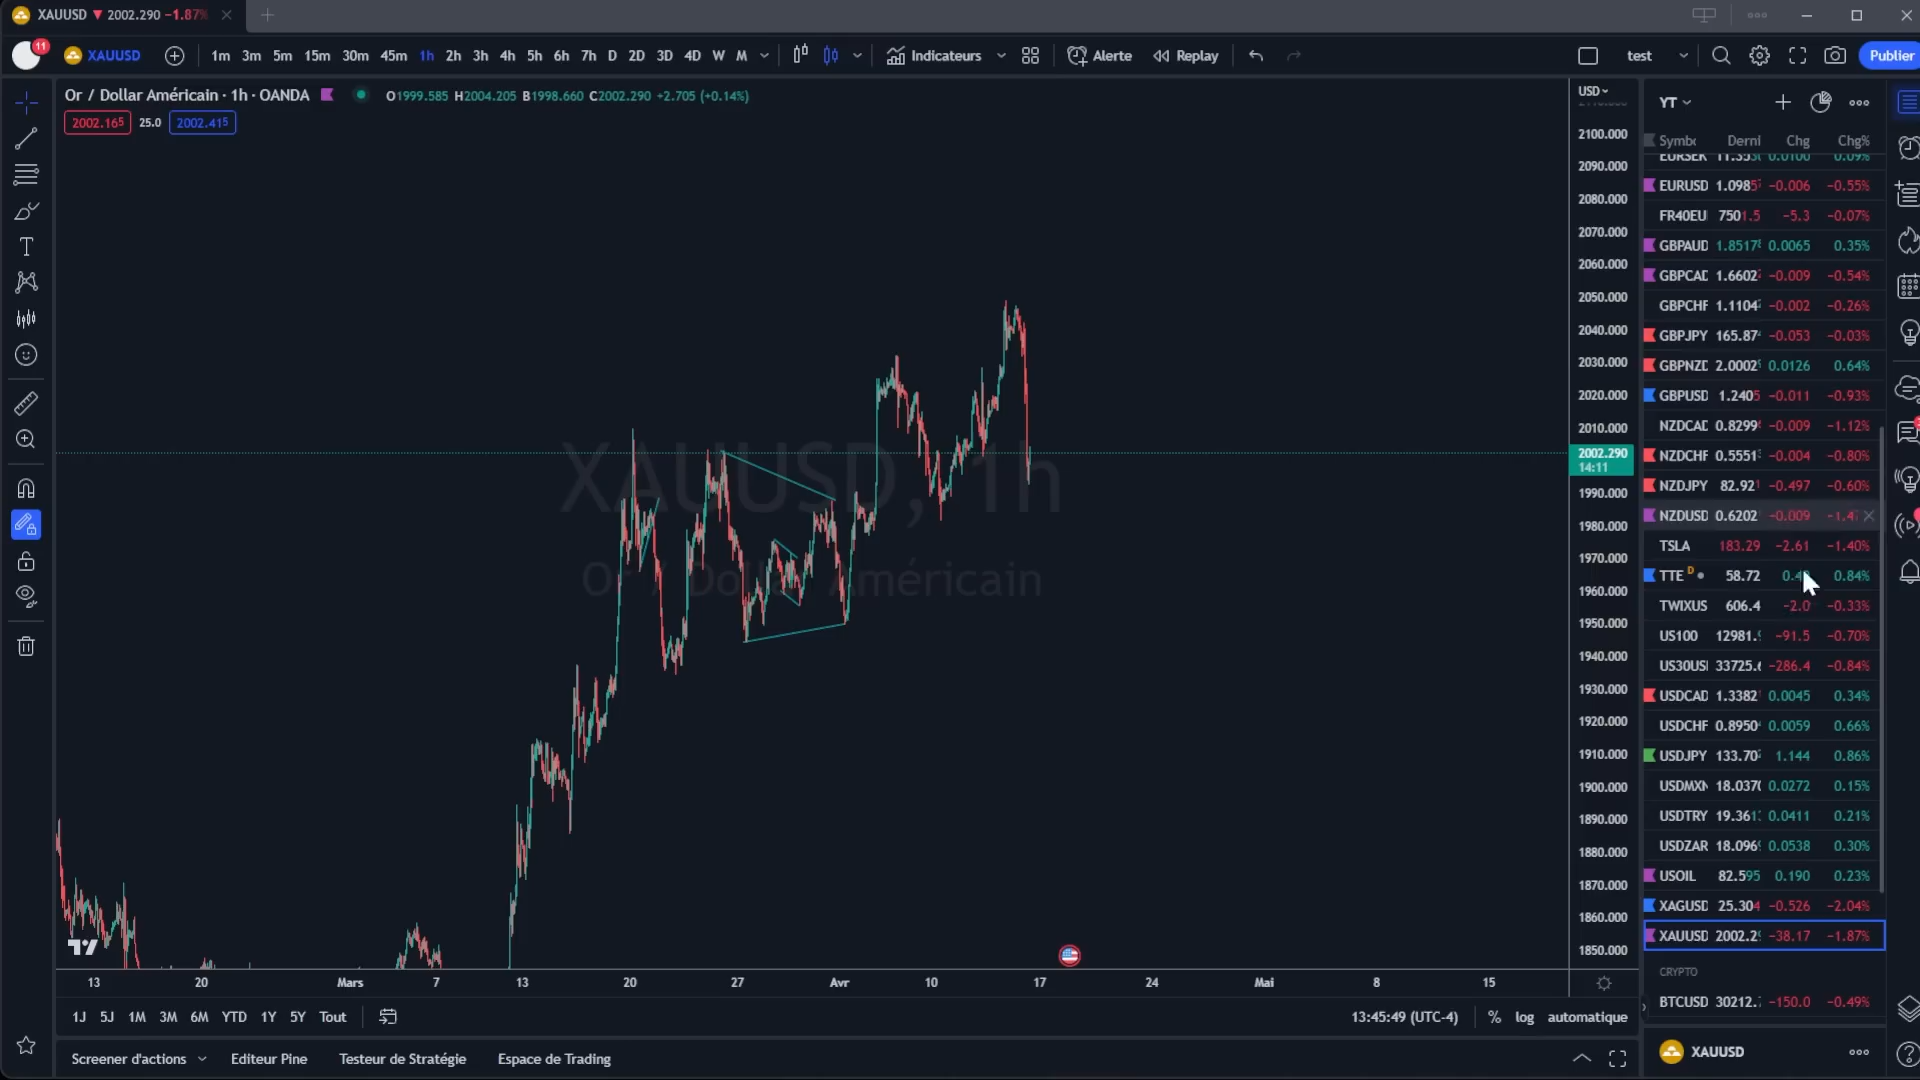 XAUUSD ▼ 2002.290 −1.87%
11 XAUUSD 1m 3m 5m 15m 30m 45m 1h 2h 3h 4h 5h 6h 7h D 2D 3D 4D W M Indicateurs Alerte Replay test Publier
Or / Dollar Américain · 1h · OANDA O1999.585 H2004.205 B1998.660 C2002.290 +2.705 (+0.14%)
2002.165 25.0 2002.415
USD
2100.000
2090.000
2080.000
2070.000
2060.000
2050.000
2040.000
2030.000
2020.000
2010.000
2002.290
14:11
1990.000
1980.000
1970.000
1960.000
1950.000
1940.000
1930.000
1920.000
1910.000
1900.000
1890.000
1880.000
1870.000
1860.000
1850.000
XAUUSD, 1h
Or / Dollar Américain
13 20 Mars 7 13 20 27 Avr 10 17 24 Mai 8 15
1J 5J 1M 3M 6M YTD 1Y 5Y Tout 13:45:49 (UTC-4) % log automatique
Screener d'actions Editeur Pine Testeur de Stratégie Espace de Trading
YT
Symbc Derni Chg Chg%
EURSEK 0.0100 0.09%
EURUSD 1.0985 −0.006 −0.55%
FR40EU 7501.5 −5.3 −0.07%
GBPAUD 1.8517 0.0065 0.35%
GBPCAD 1.6602 −0.009 −0.54%
GBPCHF 1.1104 −0.002 −0.26%
GBPJPY 165.87 −0.053 −0.03%
GBPNZD 2.0002 0.0126 0.64%
GBPUSD 1.2405 −0.011 −0.93%
NZDCAD 0.8299 −0.009 −1.12%
NZDCHF 0.5551 −0.004 −0.80%
NZDJPY 82.92 −0.497 −0.60%
NZDUSD 0.6202 −0.009 −1.4
TSLA 183.29 −2.61 −1.40%
TTE D 58.72 0.84%
TWIXUS 606.4 −2.0 −0.33%
US100 12981. −91.5 −0.70%
US30US 33725. −286.4 −0.84%
USDCAD 1.3382 0.0045 0.34%
USDCHF 0.8950 0.0059 0.66%
USDJPY 133.70 1.144 0.86%
USDMXN 18.037 0.0272 0.15%
USDTRY 19.361 0.0411 0.21%
USDZAR 18.096 0.0538 0.30%
USOIL 82.595 0.190 0.23%
XAGUSD 25.304 −0.526 −2.04%
XAUUSD 2002.2 −38.17 −1.87%
CRYPTO
BTCUSD 30212. −150.0 −0.49%
XAUUSD